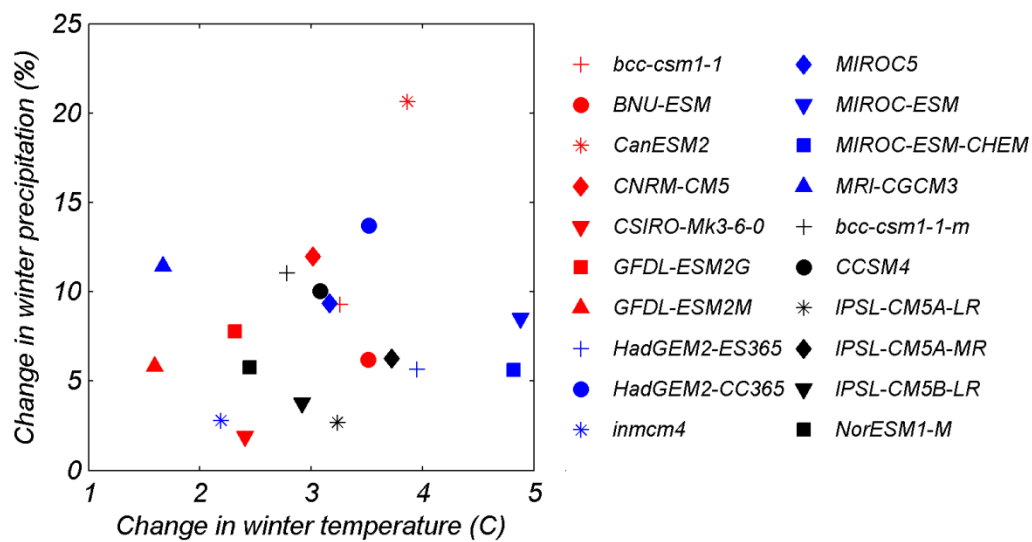 25
20
15
10
5
0
Change in winter precipitation (%)
1 2 3 4 5
Change in winter temperature (C)
bcc-csm1-1
BNU-ESM
CanESM2
CNRM-CM5
CSIRO-Mk3-6-0
GFDL-ESM2G
GFDL-ESM2M
HadGEM2-ES365
HadGEM2-CC365
inmcm4
MIROC5
MIROC-ESM
MIROC-ESM-CHEM
MRI-CGCM3
bcc-csm1-1-m
CCSM4
IPSL-CM5A-LR
IPSL-CM5A-MR
IPSL-CM5B-LR
NorESM1-M